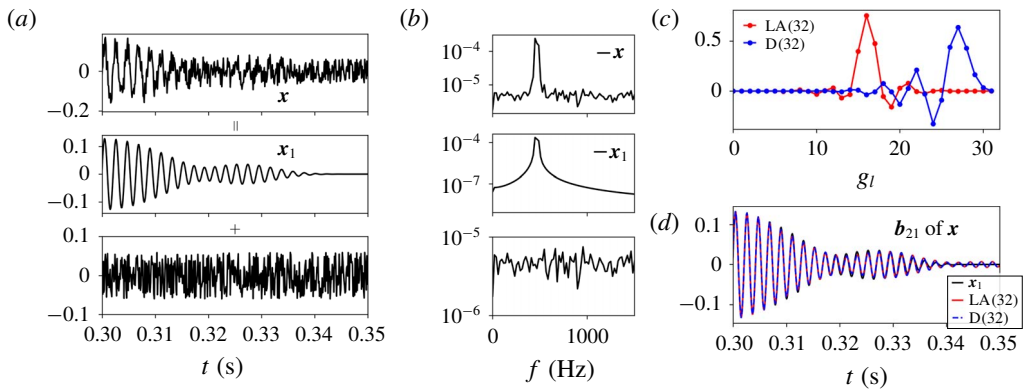 (a)
0
−0.2
x
=
0.1
0
−0.1
x₁
+
0.1
0
−0.1
0.30 0.31 0.32 0.33 0.34 0.35
t (s)
(b)
10⁻⁴
10⁻⁵
−x
10⁻⁴
10⁻⁷
−x₁
10⁻⁵
10⁻⁶
0 1000
f (Hz)
(c)
LA(32)
D(32)
0.5
0
0 10 20 30
gₗ
(d)
0.1
0
−0.1
b₂₁ of x
x₁
LA(32)
D(32)
0.30 0.31 0.32 0.33 0.34 0.35
t (s)